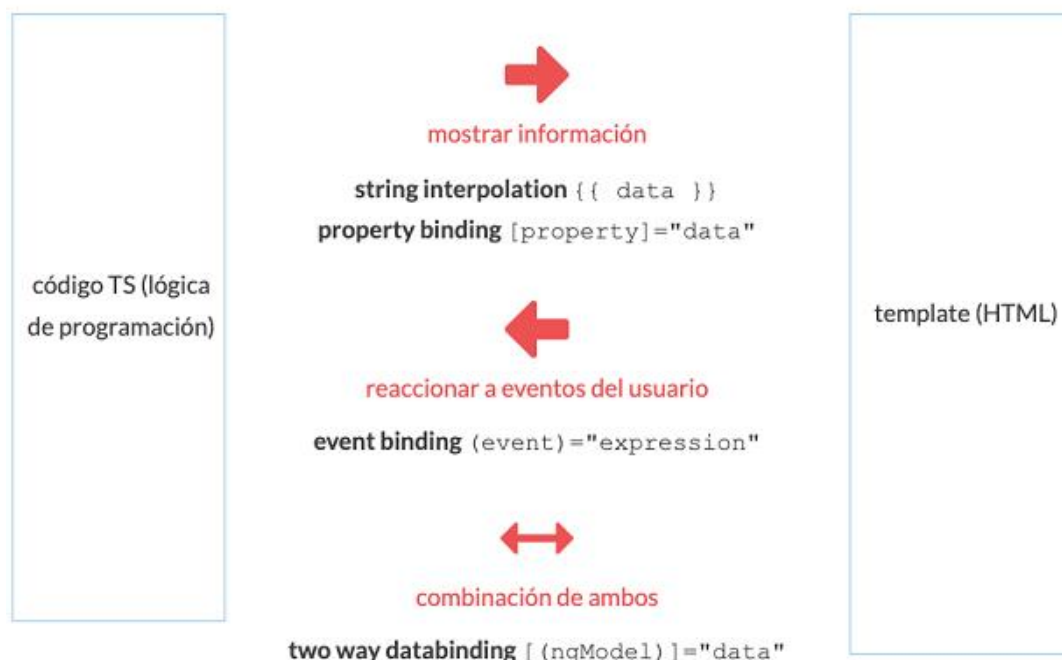 mostrar información
string interpolation {{ data }}
property binding [property]="data"
código TS (lógica
de programación)
template (HTML)
reaccionar a eventos del usuario
event binding (event)="expression"
combinación de ambos
two way databinding [(ngModel)]="data"